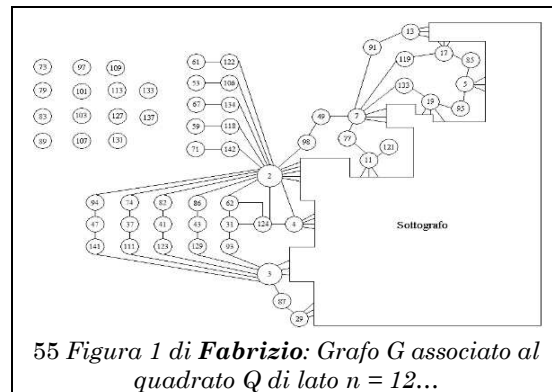 13
91 17
61 122 119 85
73 97 109
53 106 133 5
79 101 113
67 134 19 95
83 103 127 137 49 7
59 118
89 107 131 77
71 142 98 121
11
2
94 74 82 86 62
47 37 41 43 31 124 4 Sottografo
141 111 123 129 93
3
87
29
55 Figura 1 di Fabrizio: Grafo G associato al
quadrato Q di lato n = 12…